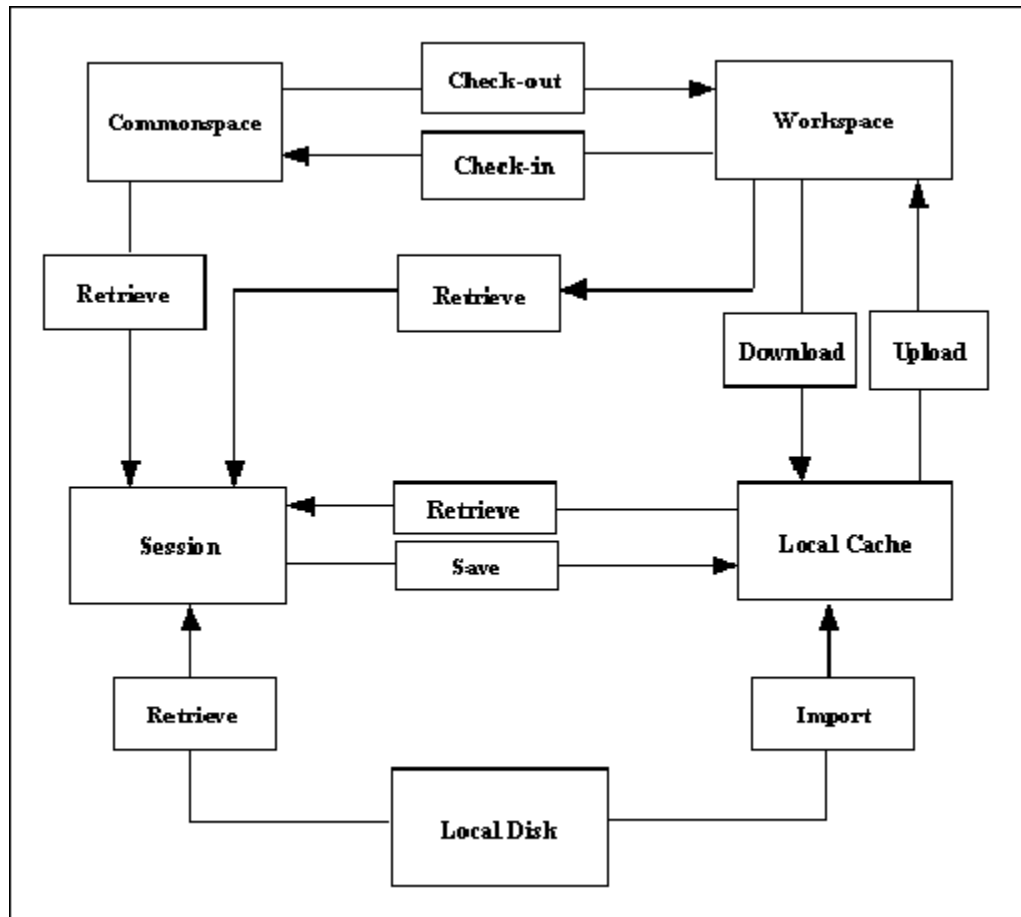 Check-out
Commonspace
Workspace
Check-in
Retrieve
Retrieve
Download
Upload
Retrieve
Session
Local Cache
Save
Retrieve
Import
Local Disk